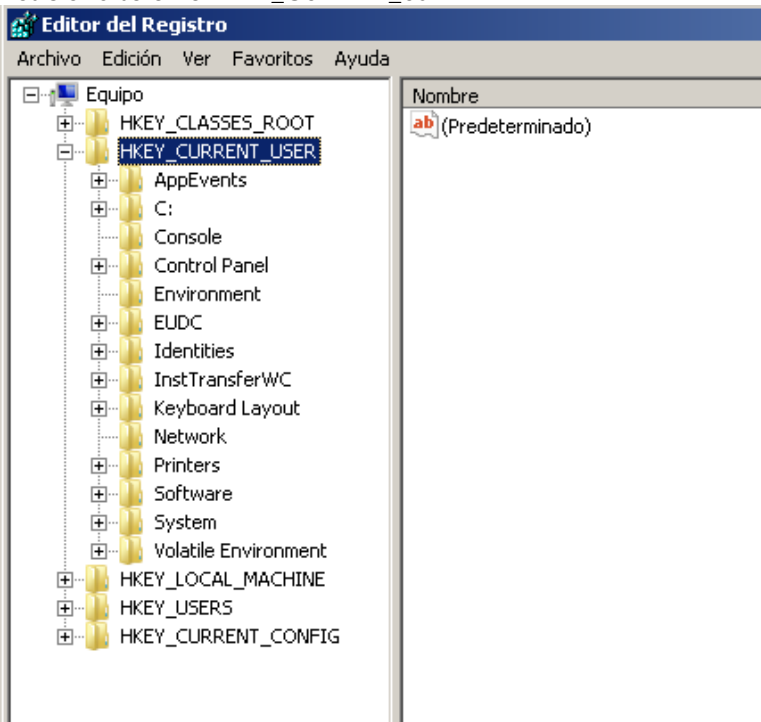 Editor del Registro
Archivo Edición Ver Favoritos Ayuda
Equipo
HKEY_CLASSES_ROOT
HKEY_CURRENT_USER
AppEvents
C:
Console
Control Panel
Environment
EUDC
Identities
InstTransferWC
Keyboard Layout
Network
Printers
Software
System
Volatile Environment
HKEY_LOCAL_MACHINE
HKEY_USERS
HKEY_CURRENT_CONFIG
Nombre
ab (Predeterminado)